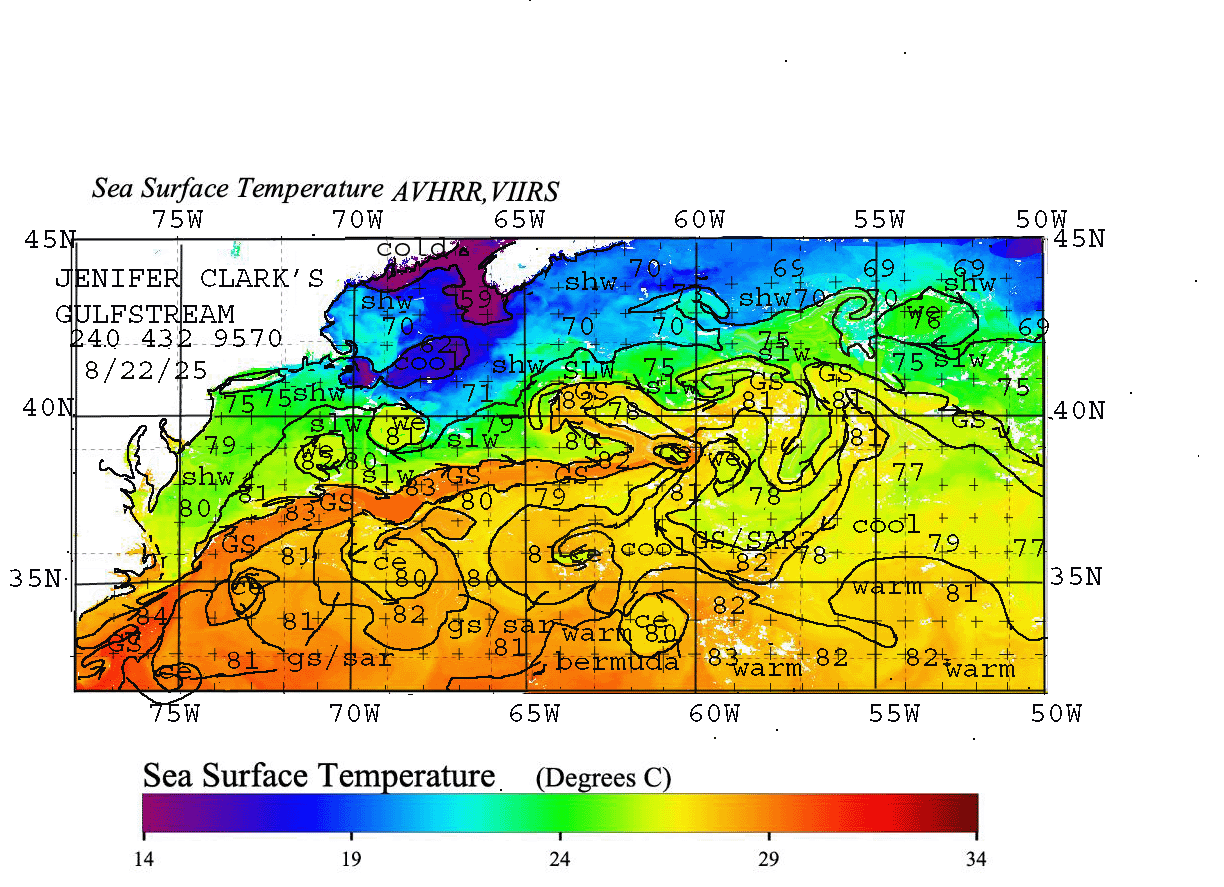 Sea Surface Temperature AVHRR,VIIRS
75W 70W 65W 60W 55W 50W
45N cold 45N
JENIFER CLARK'S 70 69 69 69
shw shw
GULFSTREAM shw 59 73 shw70 70 we
240 432 9570 70 70 70 76 69
8/22/25 62 75 slw
cool shw SLW 75 slw 75 slw
75 75 shw 71 GS GS 75
40N 82 78 81 81 40N
slw we 79 GS
79 we 81 slw 80 81
shw 80 slw 82 we 77
81 GS 83 GS 80 79 GS 81 78
80 83 GS cool
GS 81 ce 81 ce cool GS/SAR? 78 79 77
35N ce 80 80 82 warm 81 35N
84 81 82 gs/sar warm ce 80 82
GS 81 gs/sar 81 bermuda 83 warm 82 82 warm
ce
75W 70W 65W 60W 55W 50W
Sea Surface Temperature (Degrees C)
14 19 24 29 34